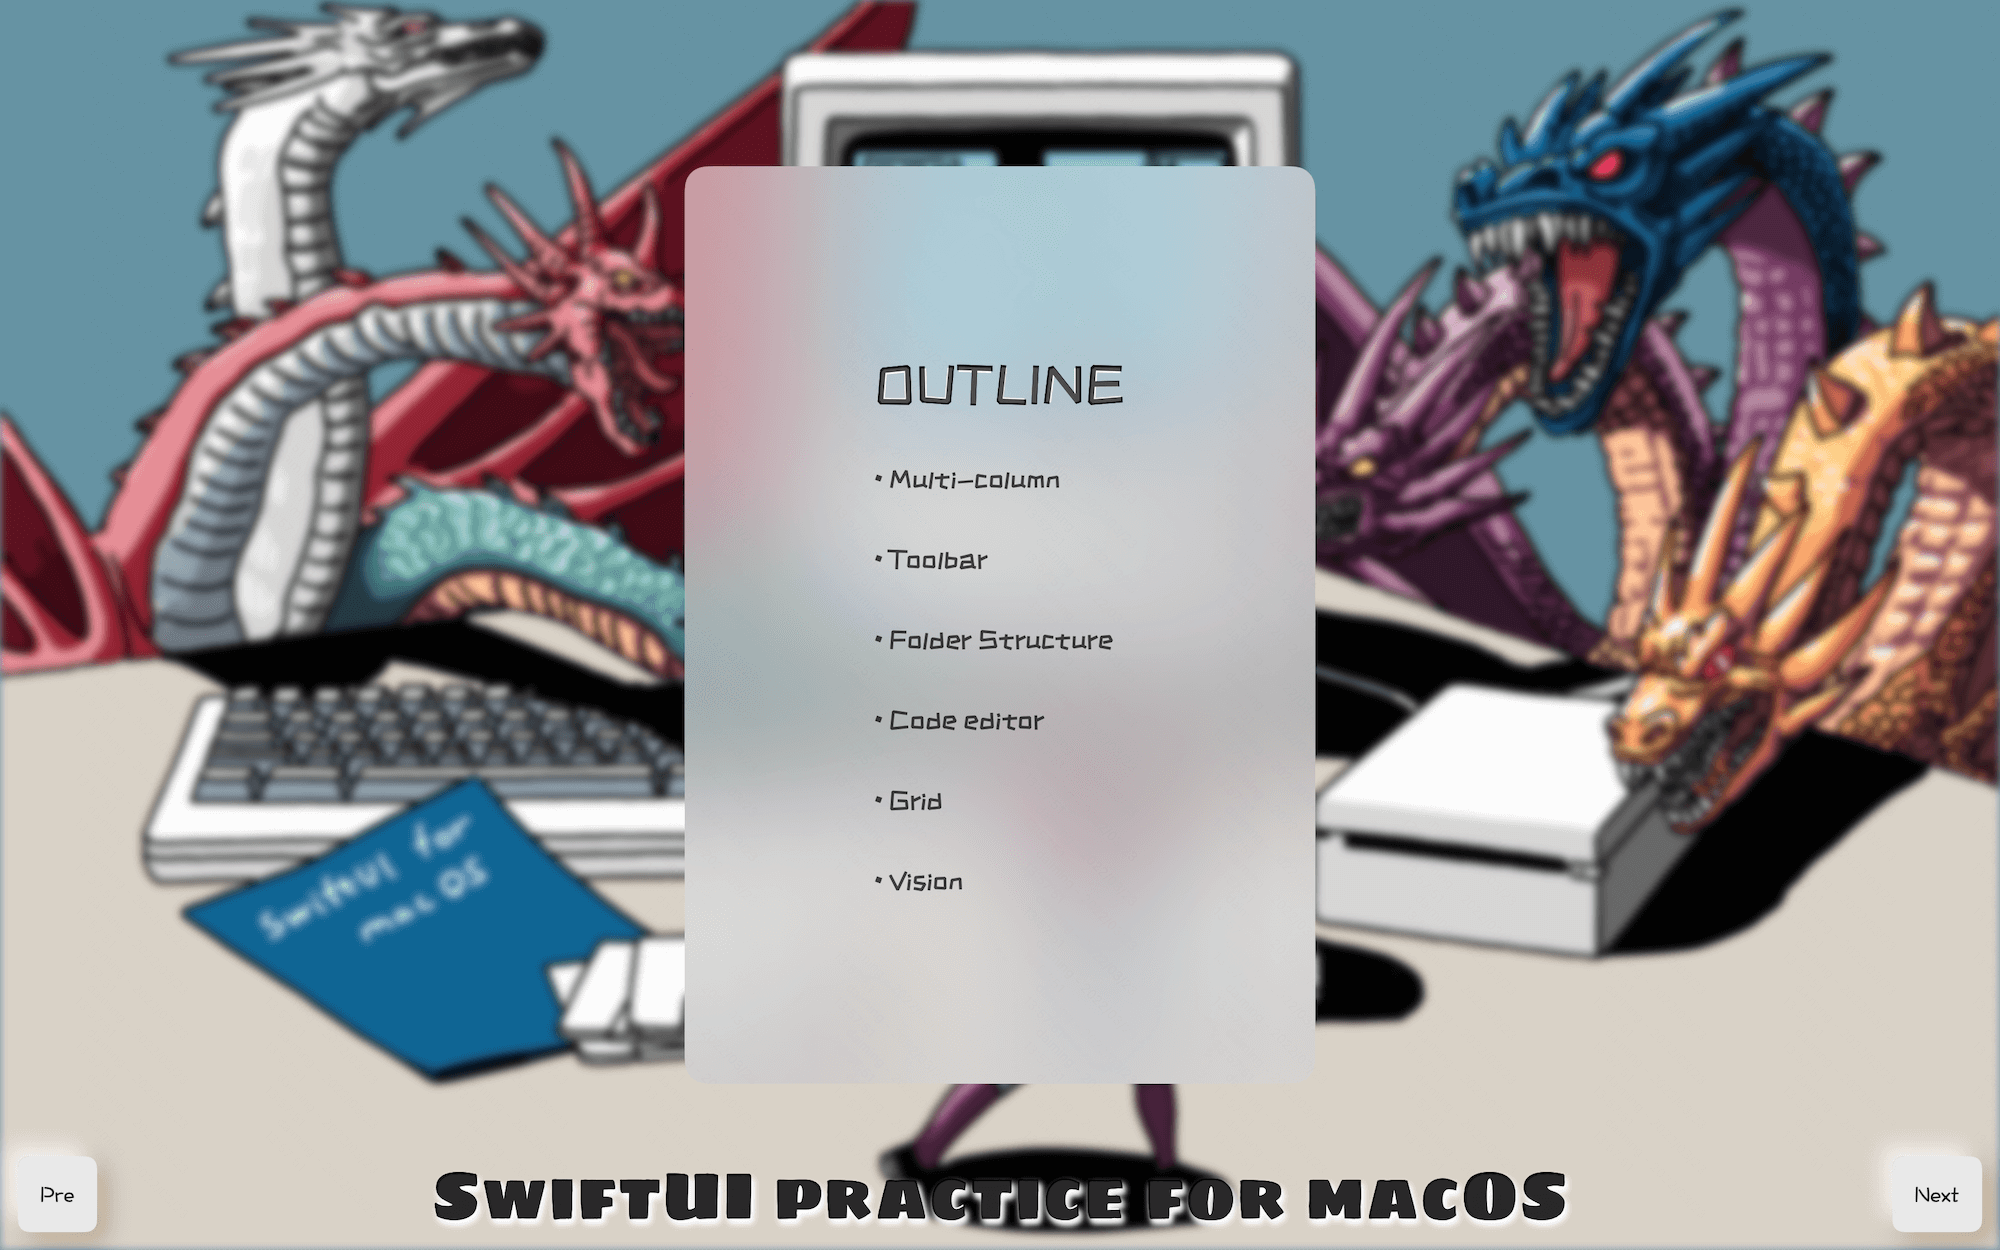 OUTLINE
• Multi-column
• Toolbar
• Folder Structure
• Code editor
• Grid
• Vision
SwiftUI for
macOS
Pre
SwiftUI practice for macOS
Next